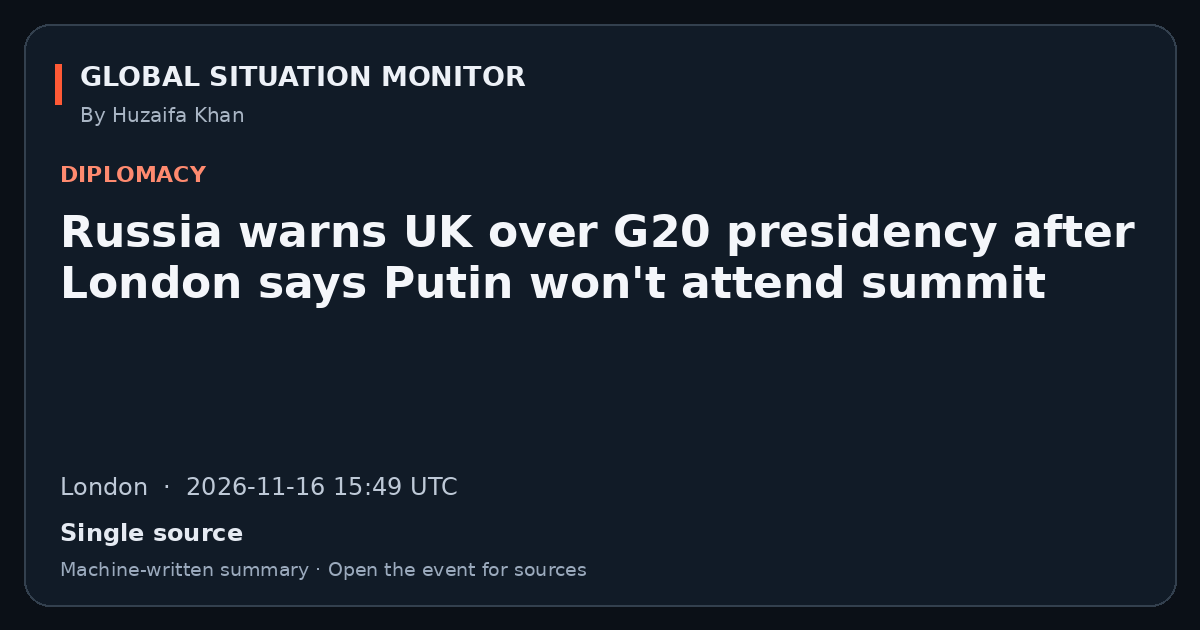 GLOBAL SITUATION MONITOR
By Huzaifa Khan
DIPLOMACY
Russia warns UK over G20 presidency after
London says Putin won't attend summit
London · 2026-11-16 15:49 UTC
Single source
Machine-written summary · Open the event for sources